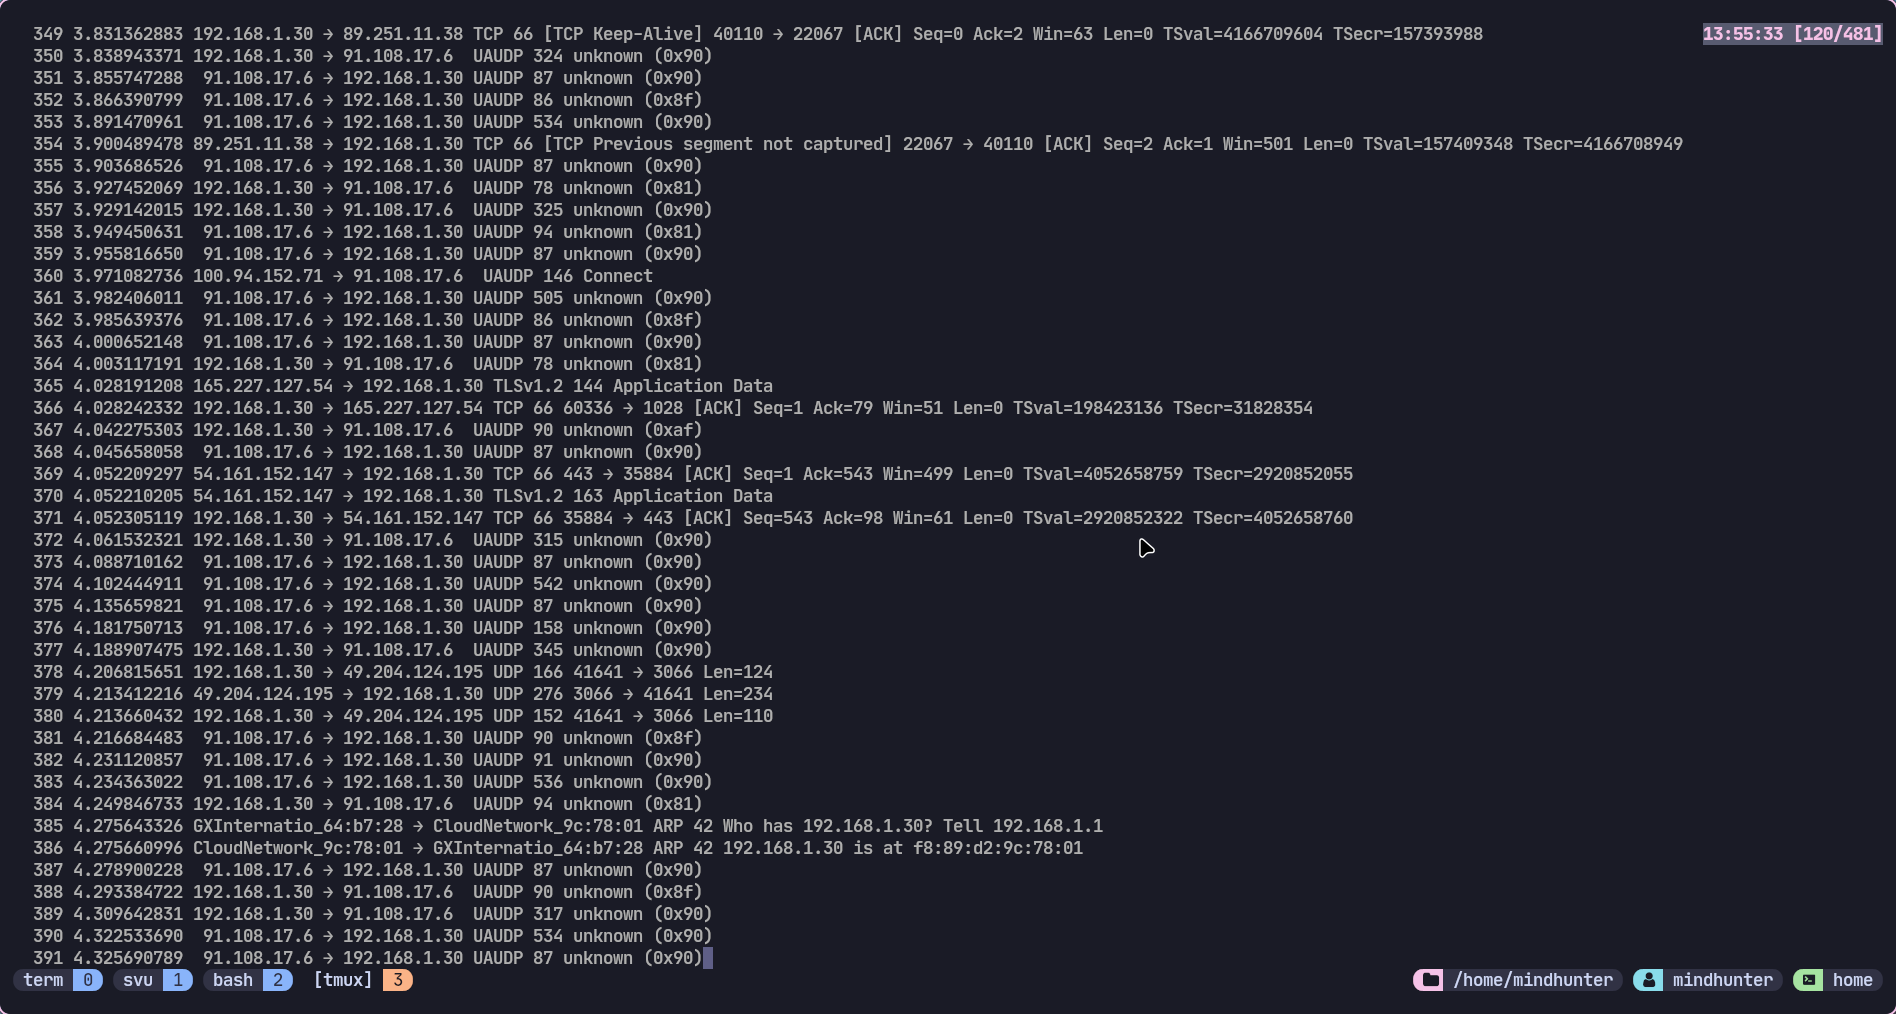 349 3.831362883 192.168.1.30 → 89.251.11.38 TCP 66 [TCP Keep-Alive] 40110 → 22067 [ACK] Seq=0 Ack=2 Win=63 Len=0 TSval=4166709604 TSecr=157393988 13:55:33 [120/481]
350 3.838943371 192.168.1.30 → 91.108.17.6  UAUDP 324 unknown (0x90)
351 3.855747288  91.108.17.6 → 192.168.1.30 UAUDP 87 unknown (0x90)
352 3.866390799  91.108.17.6 → 192.168.1.30 UAUDP 86 unknown (0x8f)
353 3.891470961  91.108.17.6 → 192.168.1.30 UAUDP 534 unknown (0x90)
354 3.900489478 89.251.11.38 → 192.168.1.30 TCP 66 [TCP Previous segment not captured] 22067 → 40110 [ACK] Seq=2 Ack=1 Win=501 Len=0 TSval=157409348 TSecr=4166708949
355 3.903686526  91.108.17.6 → 192.168.1.30 UAUDP 87 unknown (0x90)
356 3.927452069 192.168.1.30 → 91.108.17.6  UAUDP 78 unknown (0x81)
357 3.929142015 192.168.1.30 → 91.108.17.6  UAUDP 325 unknown (0x90)
358 3.949450631  91.108.17.6 → 192.168.1.30 UAUDP 94 unknown (0x81)
359 3.955816650  91.108.17.6 → 192.168.1.30 UAUDP 87 unknown (0x90)
360 3.971082736 100.94.152.71 → 91.108.17.6  UAUDP 146 Connect
361 3.982406011  91.108.17.6 → 192.168.1.30 UAUDP 505 unknown (0x90)
362 3.985639376  91.108.17.6 → 192.168.1.30 UAUDP 86 unknown (0x8f)
363 4.000652148  91.108.17.6 → 192.168.1.30 UAUDP 87 unknown (0x90)
364 4.003117191 192.168.1.30 → 91.108.17.6  UAUDP 78 unknown (0x81)
365 4.028191208 165.227.127.54 → 192.168.1.30 TLSv1.2 144 Application Data
366 4.028242332 192.168.1.30 → 165.227.127.54 TCP 66 60336 → 1028 [ACK] Seq=1 Ack=79 Win=51 Len=0 TSval=198423136 TSecr=31828354
367 4.042275303 192.168.1.30 → 91.108.17.6  UAUDP 90 unknown (0xaf)
368 4.045658058  91.108.17.6 → 192.168.1.30 UAUDP 87 unknown (0x90)
369 4.052209297 54.161.152.147 → 192.168.1.30 TCP 66 443 → 35884 [ACK] Seq=1 Ack=543 Win=499 Len=0 TSval=4052658759 TSecr=2920852055
370 4.052210205 54.161.152.147 → 192.168.1.30 TLSv1.2 163 Application Data
371 4.052305119 192.168.1.30 → 54.161.152.147 TCP 66 35884 → 443 [ACK] Seq=543 Ack=98 Win=61 Len=0 TSval=2920852322 TSecr=4052658760
372 4.061532321 192.168.1.30 → 91.108.17.6  UAUDP 315 unknown (0x90)
373 4.088710162  91.108.17.6 → 192.168.1.30 UAUDP 87 unknown (0x90)
374 4.102444911  91.108.17.6 → 192.168.1.30 UAUDP 542 unknown (0x90)
375 4.135659821  91.108.17.6 → 192.168.1.30 UAUDP 87 unknown (0x90)
376 4.181750713  91.108.17.6 → 192.168.1.30 UAUDP 158 unknown (0x90)
377 4.188907475 192.168.1.30 → 91.108.17.6  UAUDP 345 unknown (0x90)
378 4.206815651 192.168.1.30 → 49.204.124.195 UDP 166 41641 → 3066 Len=124
379 4.213412216 49.204.124.195 → 192.168.1.30 UDP 276 3066 → 41641 Len=234
380 4.213660432 192.168.1.30 → 49.204.124.195 UDP 152 41641 → 3066 Len=110
381 4.216684483  91.108.17.6 → 192.168.1.30 UAUDP 90 unknown (0x8f)
382 4.231120857  91.108.17.6 → 192.168.1.30 UAUDP 91 unknown (0x90)
383 4.234363022  91.108.17.6 → 192.168.1.30 UAUDP 536 unknown (0x90)
384 4.249846733 192.168.1.30 → 91.108.17.6  UAUDP 94 unknown (0x81)
385 4.275643326 GXInternatio_64:b7:28 → CloudNetwork_9c:78:01 ARP 42 Who has 192.168.1.30? Tell 192.168.1.1
386 4.275660996 CloudNetwork_9c:78:01 → GXInternatio_64:b7:28 ARP 42 192.168.1.30 is at f8:89:d2:9c:78:01
387 4.278900228  91.108.17.6 → 192.168.1.30 UAUDP 87 unknown (0x90)
388 4.293384722 192.168.1.30 → 91.108.17.6  UAUDP 90 unknown (0x8f)
389 4.309642831 192.168.1.30 → 91.108.17.6  UAUDP 317 unknown (0x90)
390 4.322533690  91.108.17.6 → 192.168.1.30 UAUDP 534 unknown (0x90)
391 4.325690789  91.108.17.6 → 192.168.1.30 UAUDP 87 unknown (0x90)
term 0 svu 1 bash 2 [tmux] 3 /home/mindhunter mindhunter home